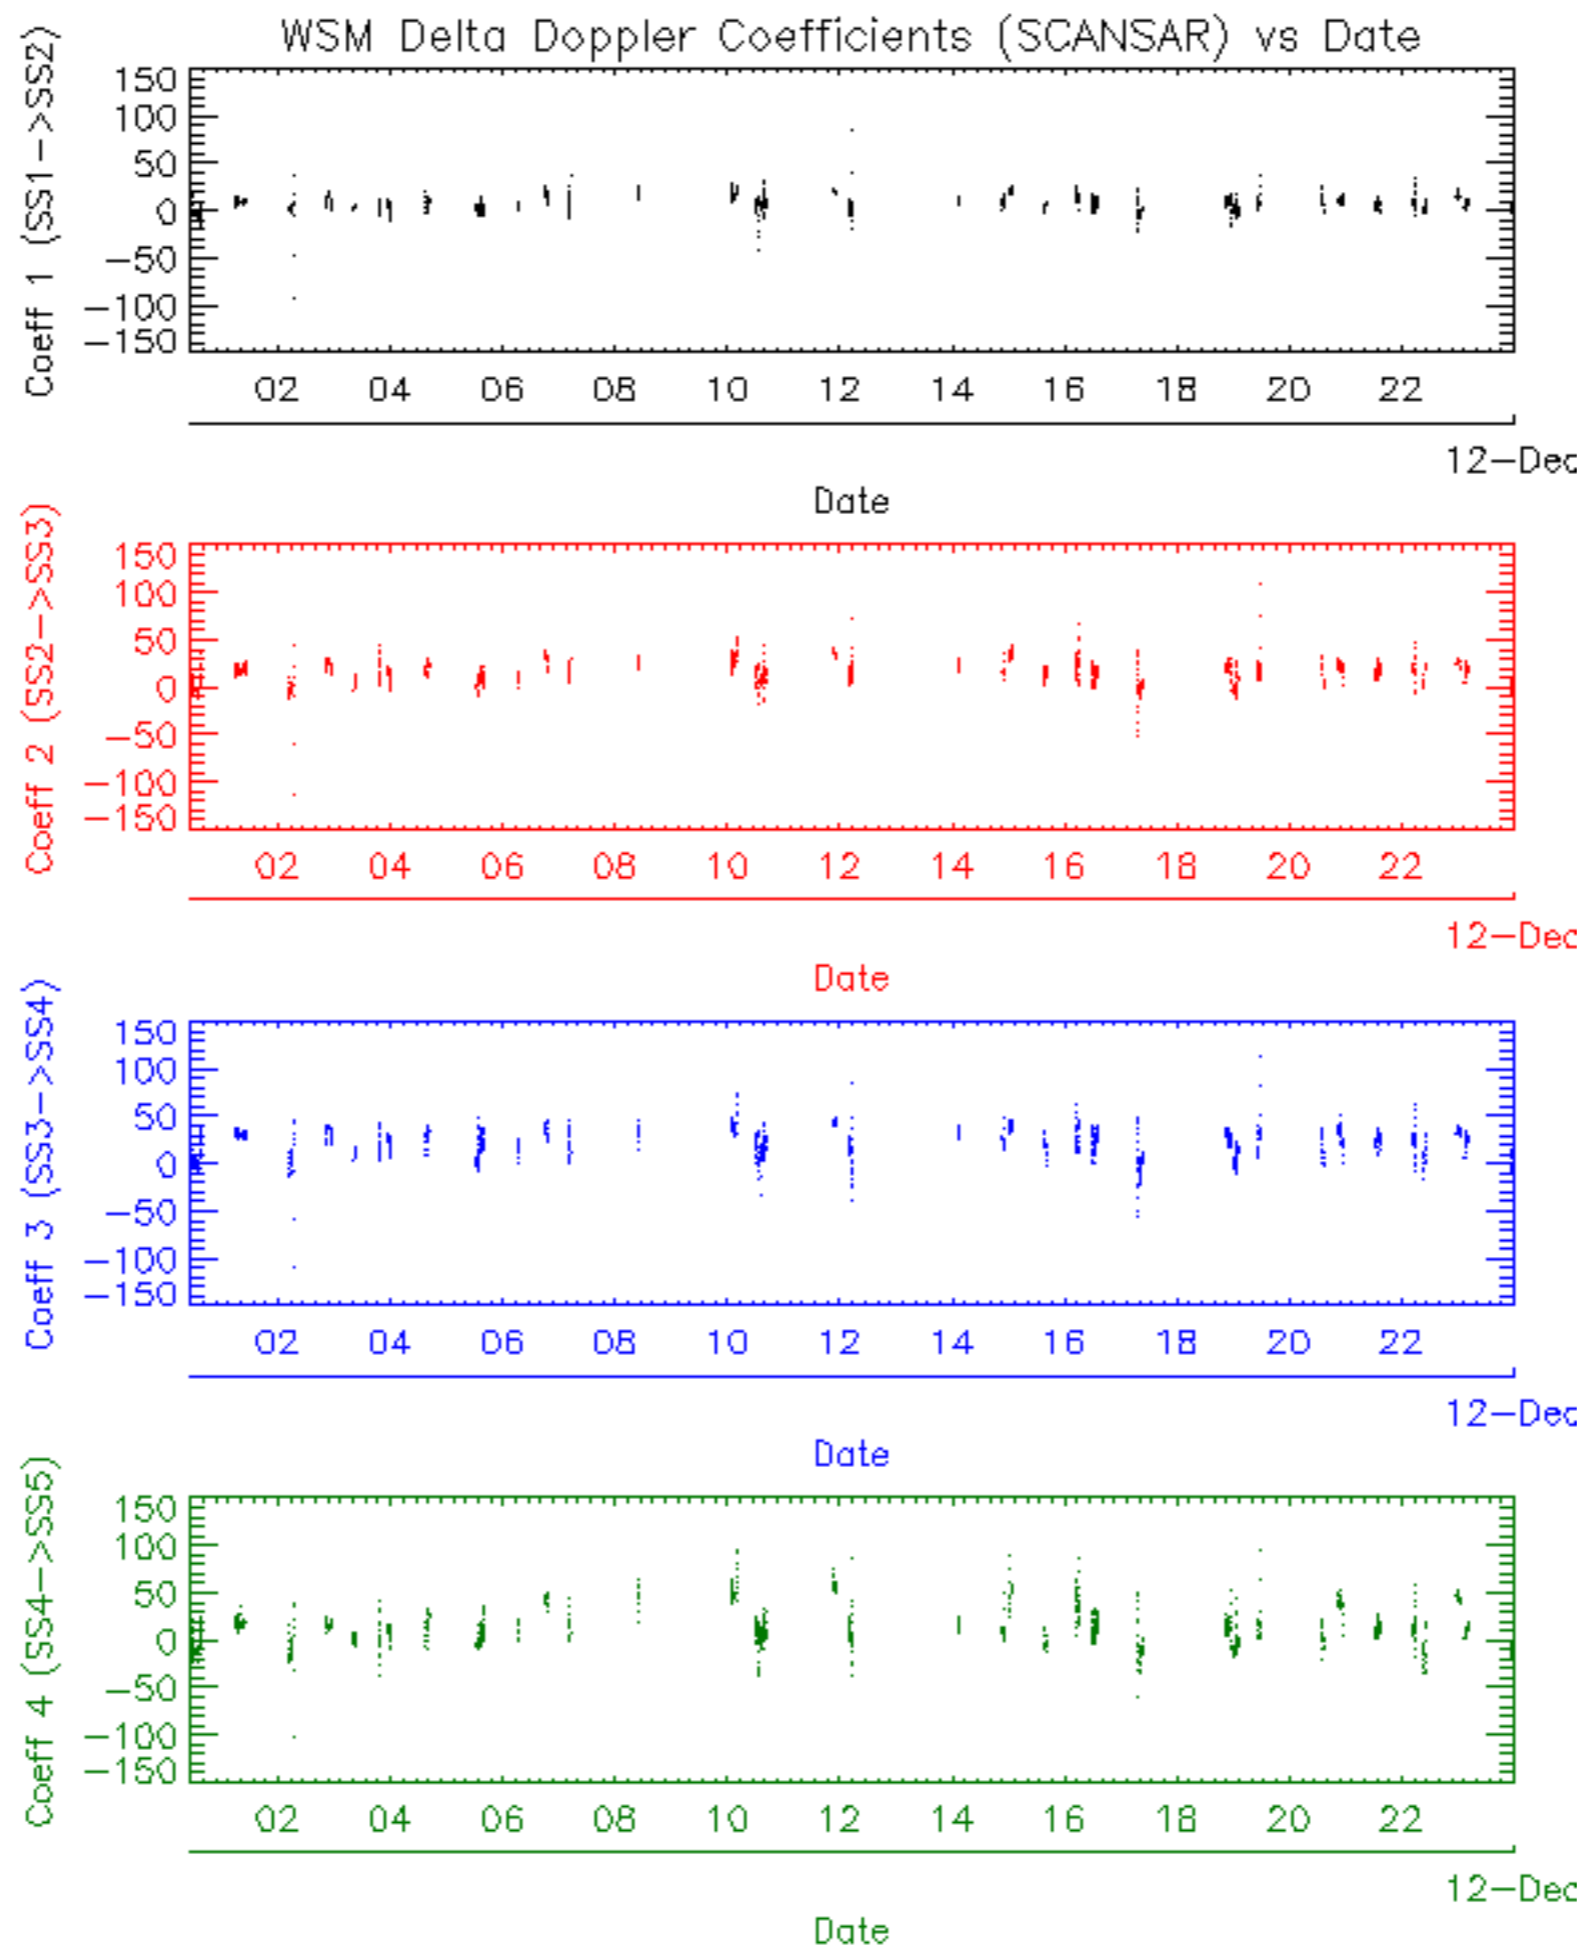 WSM Delta Doppler Coefficients (SCANSAR) vs Date
Coeff 1 (SS1->SS2)
150
100
50
0
-50
-100
-150
02 04 06 08 10 12 14 16 18 20 22
12-Dec
Date
Coeff 2 (SS2->SS3)
150
100
50
0
-50
-100
-150
02 04 06 08 10 12 14 16 18 20 22
12-Dec
Date
Coeff 3 (SS3->SS4)
150
100
50
0
-50
-100
-150
02 04 06 08 10 12 14 16 18 20 22
12-Dec
Date
Coeff 4 (SS4->SS5)
150
100
50
0
-50
-100
-150
02 04 06 08 10 12 14 16 18 20 22
12-Dec
Date